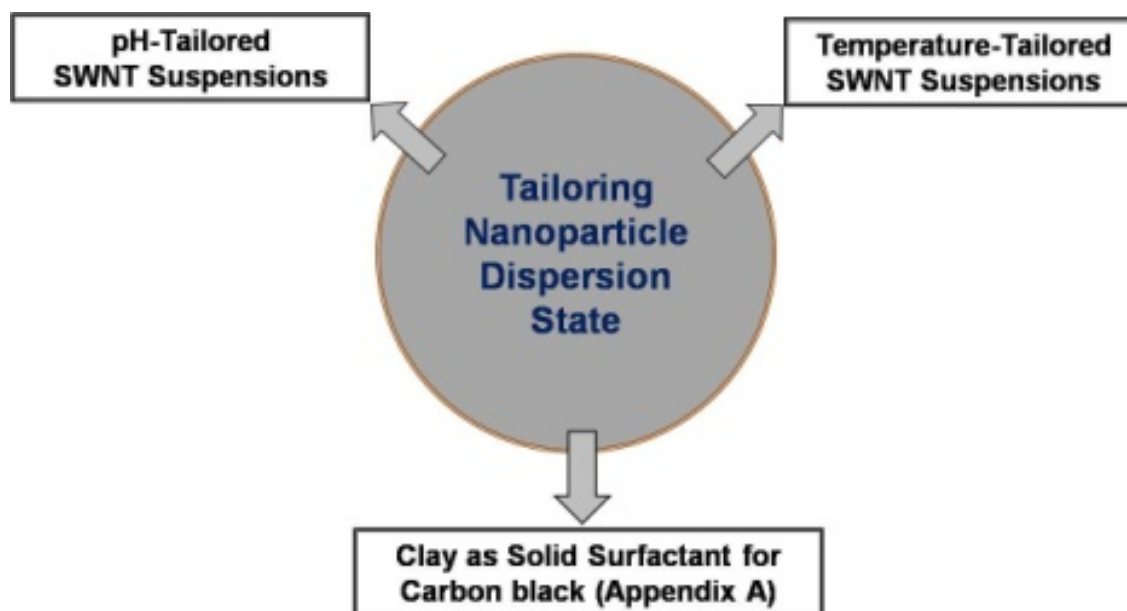 pH-Tailored
SWNT Suspensions
Temperature-Tailored
SWNT Suspensions
Tailoring
Nanoparticle
Dispersion
State
Clay as Solid Surfactant for
Carbon black (Appendix A)